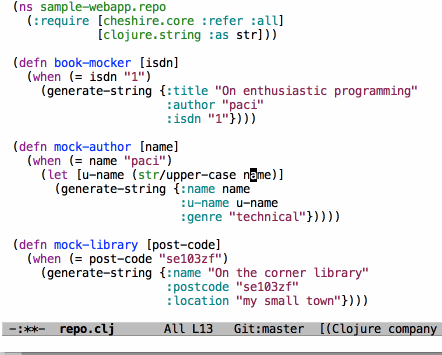 (ns sample-webapp.repo
  (:require [cheshire.core :refer :all]
            [clojure.string :as str]))

(defn book-mocker [isdn]
  (when (= isdn "1")
    (generate-string {:title "On enthusiastic programming"
                      :author "paci"
                      :isdn "1"})))

(defn mock-author [name]
  (when (= name "paci")
    (let [u-name (str/upper-case name)]
      (generate-string {:name name
                        :u-name u-name
                        :genre "technical"}))))

(defn mock-library [post-code]
  (when (= post-code "se103zf")
    (generate-string {:name "On the corner library"
                      :postcode "se103zf"
                      :location "my small town"})))
-:**-  repo.clj       All L13   Git:master  [(Clojure company